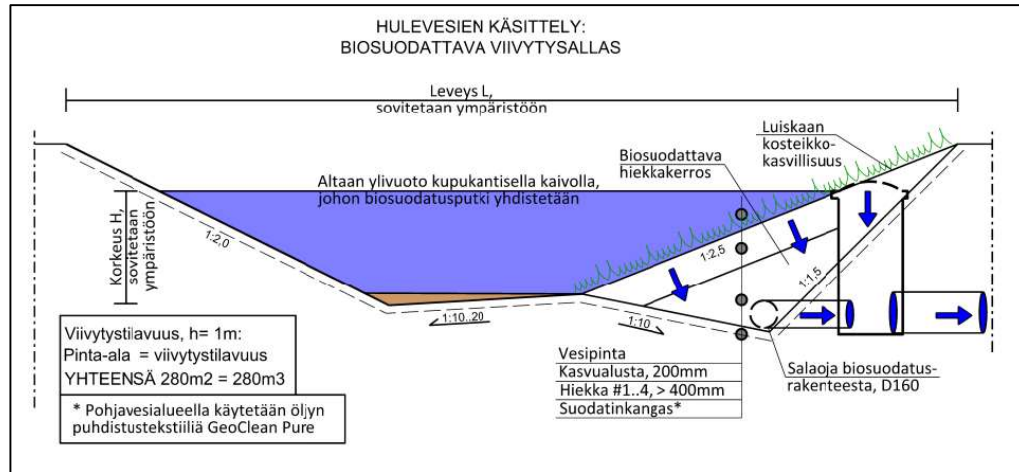 HULEVESIEN KÄSITTELY:
BIOSUODATTAVA VIIVYTYSALLAS
Leveys L,
sovitetaan ympäristöön
Luiskaan
kosteikko-
kasvillisuus
Biosuodattava
hiekkakerros
Altaan ylivuoto kupukantisella kaivolla,
johon biosuodatusputki yhdistetään
Korkeus H,
sovitetaan
ympäristöön
1:2,0
1:2,5
1:1,5
1:10..20
1:10
Viivytystilavuus, h= 1m:
Pinta-ala = viivytystilavuus
YHTEENSÄ 280m2 = 280m3
* Pohjavesialueella käytetään öljyn
puhdistustekstiiliä GeoClean Pure
Vesipinta
Kasvualusta, 200mm
Hiekka #1..4, > 400mm
Suodatinkangas*
Salaoja biosuodatus-
rakenteesta, D160